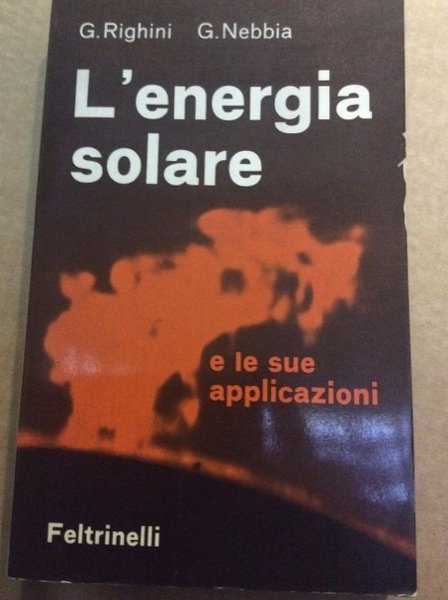 G.Righini G.Nebbia
L'energia
solare
e le sue
applicazioni
Feltrinelli